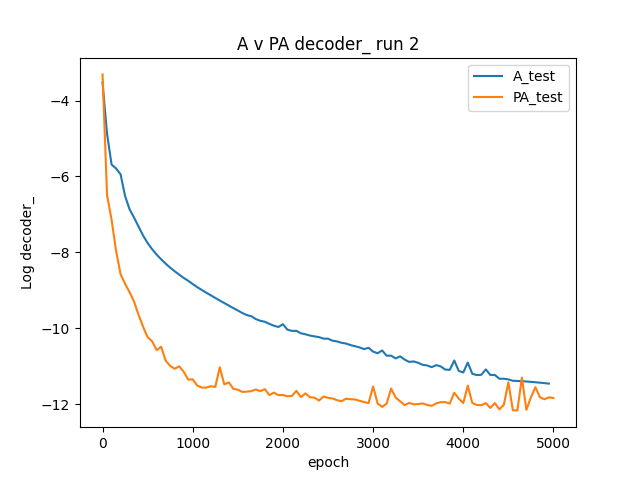 A v PA decoder_ run 2
A_test
PA_test
Log decoder_
−4
−6
−8
−10
−12
0
1000
2000
3000
4000
5000
epoch